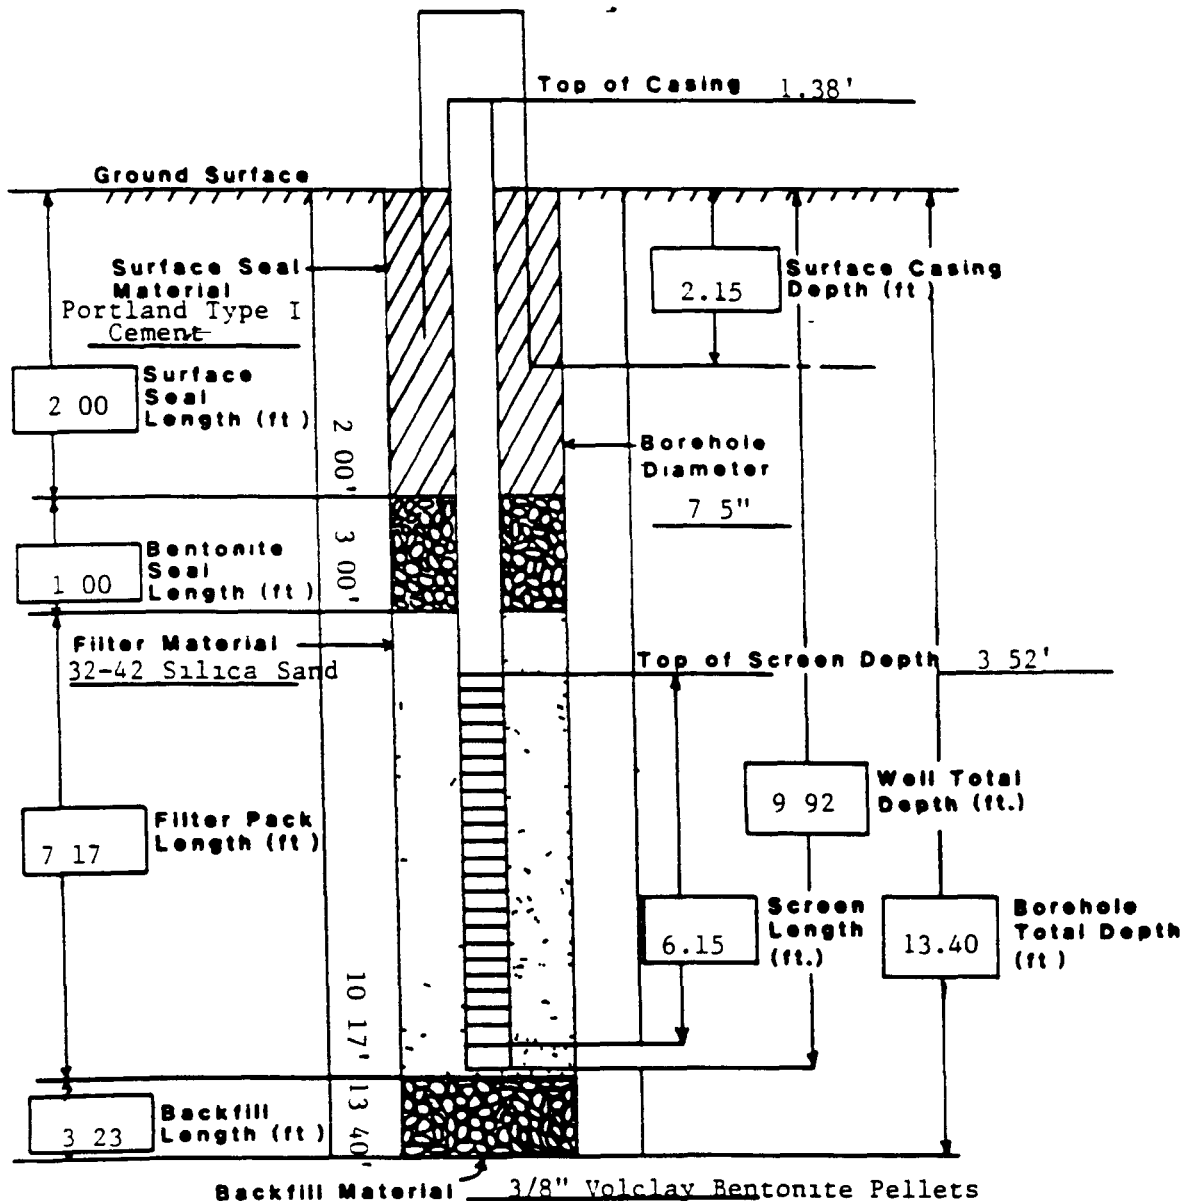 Top of Casing 1.38'
Ground Surface
Surface Seal
Material
Portland Type I
Cement
2.15
Surface Casing
Depth (ft)
2 00
Surface
Seal
Length (ft)
2 00'
Borehole
Diameter
7 5"
1 00
Bentonite
Seal
Length (ft)
3 00'
Filter Material
32-42 Silica Sand
Top of Screen Depth 3 52'
9 92
Well Total
Depth (ft.)
7 17
Filter Pack
Length (ft)
6.15
Screen
Length
(ft.)
13.40
Borehole
Total Depth
(ft)
10 17'
3 23
Backfill
Length (ft)
13 40'
Backfill Material 3/8" Volclay Bentonite Pellets